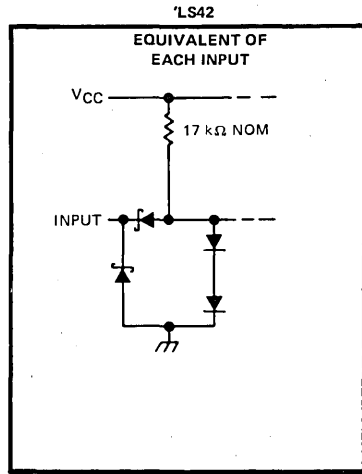 'LS42
EQUIVALENT OF
EACH INPUT
VCC
17 kΩ NOM
INPUT